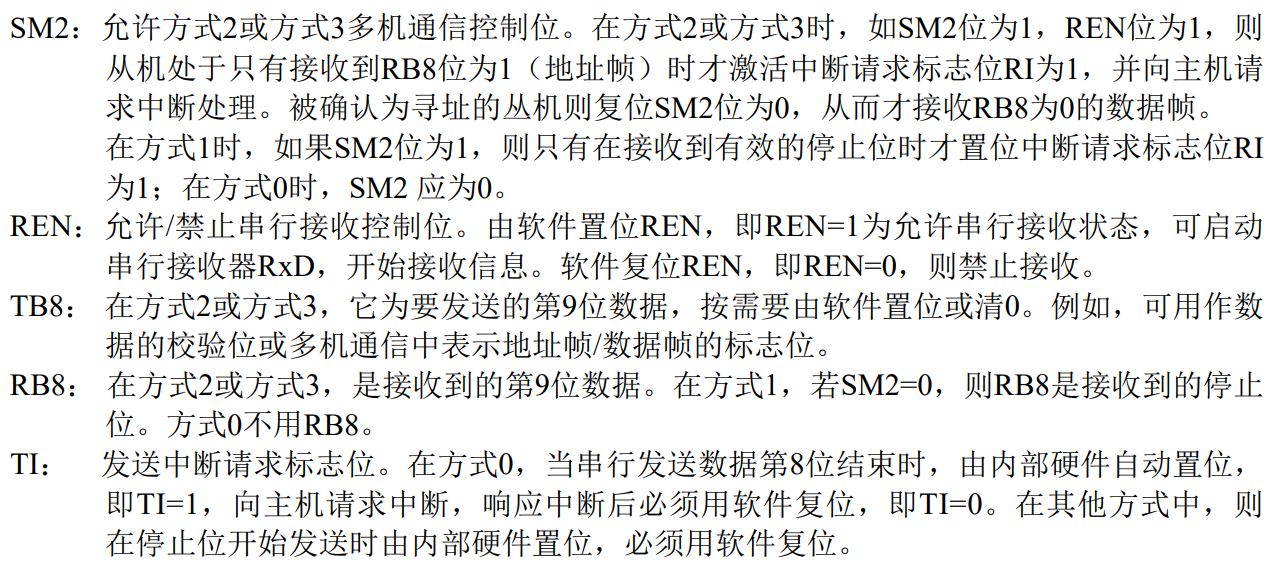 SM2：允许方式2或方式3多机通信控制位。在方式2或方式3时，如SM2位为1，REN位为1，则
从机处于只有接收到RB8位为1（地址帧）时才激活中断请求标志位RI为1，并向主机请
求中断处理。被确认为寻址的丛机则复位SM2位为0，从而才接收RB8为0的数据帧。
在方式1时，如果SM2位为1，则只有在接收到有效的停止位时才置位中断请求标志位RI
为1；在方式0时，SM2 应为0。
REN：允许/禁止串行接收控制位。由软件置位REN，即REN=1为允许串行接收状态，可启动
串行接收器RxD，开始接收信息。软件复位REN，即REN=0，则禁止接收。
TB8：在方式2或方式3，它为要发送的第9位数据，按需要由软件置位或清0。例如，可用作数
据的校验位或多机通信中表示地址帧/数据帧的标志位。
RB8：在方式2或方式3，是接收到的第9位数据。在方式1，若SM2=0，则RB8是接收到的停止
位。方式0不用RB8。
TI： 发送中断请求标志位。在方式0，当串行发送数据第8位结束时，由内部硬件自动置位，
即TI=1，向主机请求中断，响应中断后必须用软件复位，即TI=0。在其他方式中，则
在停止位开始发送时由内部硬件置位，必须用软件复位。